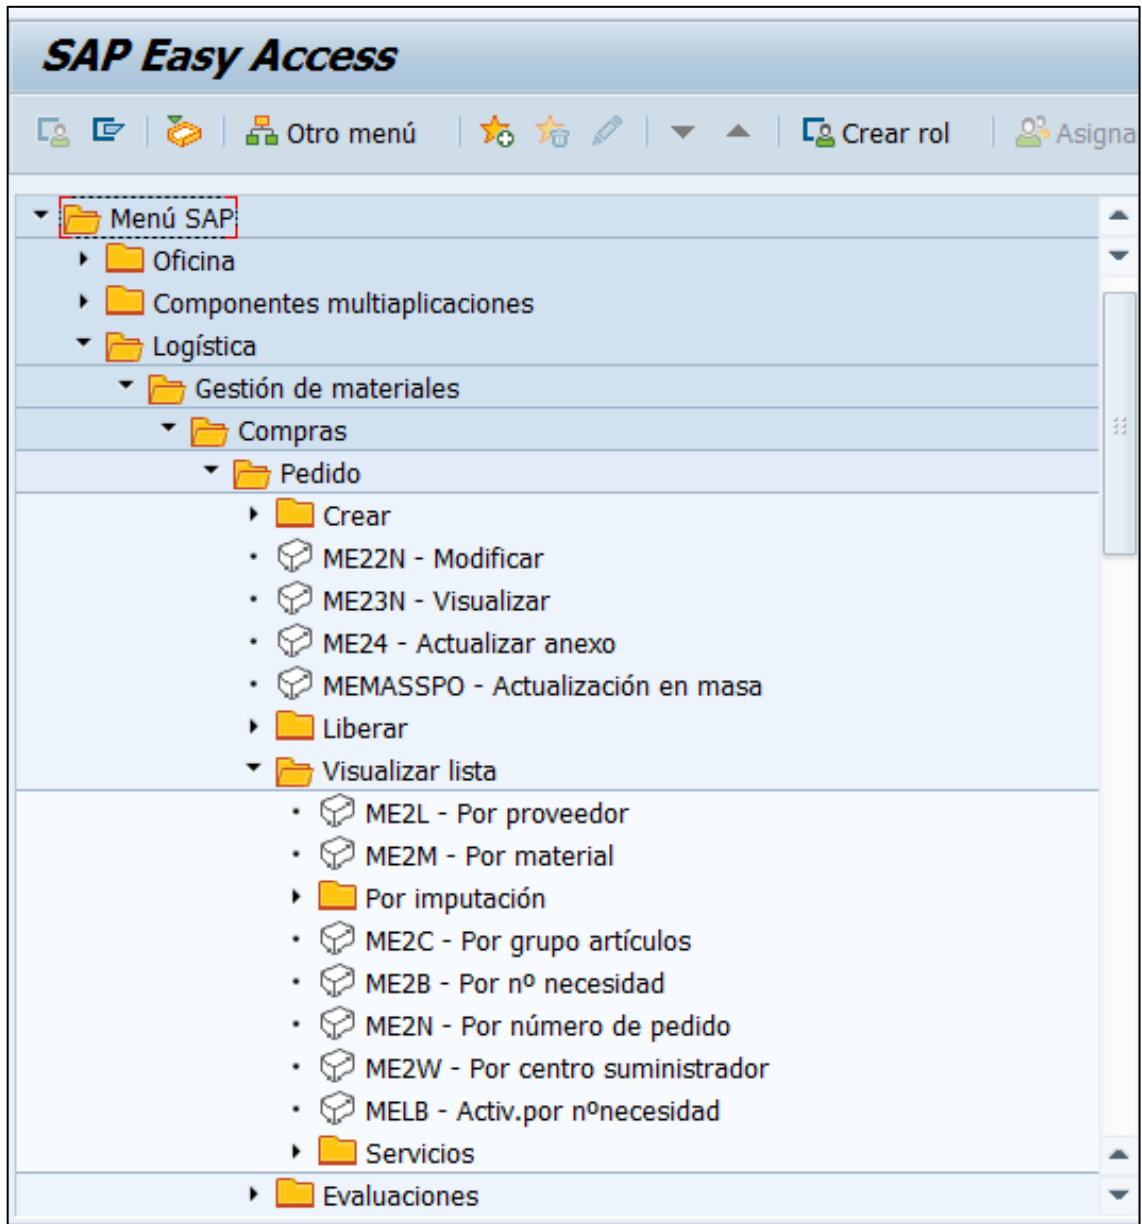 SAP Easy Access
Otro menú Crear rol Asigna
Menú SAP
Oficina
Componentes multiaplicaciones
Logística
Gestión de materiales
Compras
Pedido
Crear
ME22N - Modificar
ME23N - Visualizar
ME24 - Actualizar anexo
MEMASSPO - Actualización en masa
Liberar
Visualizar lista
ME2L - Por proveedor
ME2M - Por material
Por imputación
ME2C - Por grupo artículos
ME2B - Por nº necesidad
ME2N - Por número de pedido
ME2W - Por centro suministrador
MELB - Activ.por nºnecesidad
Servicios
Evaluaciones